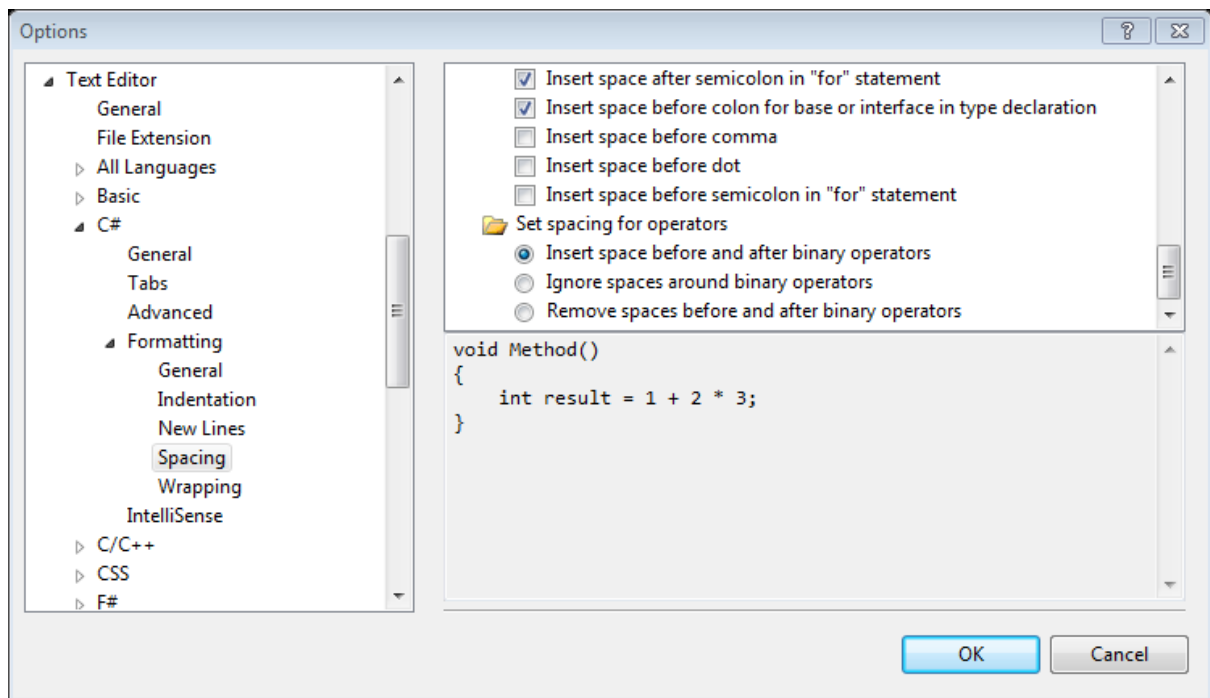 Options
Text Editor
General
File Extension
All Languages
Basic
C#
General
Tabs
Advanced
Formatting
General
Indentation
New Lines
Spacing
Wrapping
IntelliSense
C/C++
CSS
F#
Insert space after semicolon in "for" statement
Insert space before colon for base or interface in type declaration
Insert space before comma
Insert space before dot
Insert space before semicolon in "for" statement
Set spacing for operators
Insert space before and after binary operators
Ignore spaces around binary operators
Remove spaces before and after binary operators
void Method()
{
    int result = 1 + 2 * 3;
}
OK
Cancel